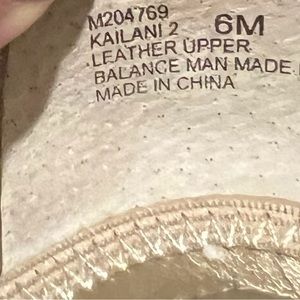 M204769
KAILANI 2 6M
LEATHER UPPER
BALANCE MAN MADE
MADE IN CHINA